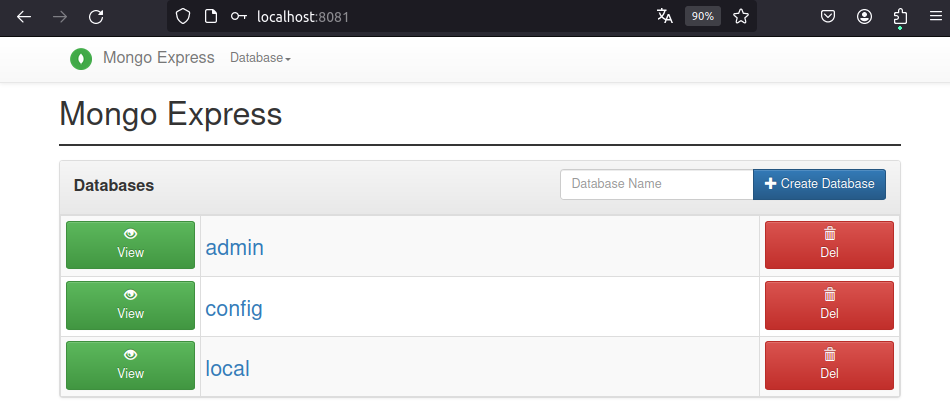 localhost:8081
90%
Mongo Express Database
Mongo Express
Databases
Database Name
Create Database
View
admin
Del
View
config
Del
View
local
Del